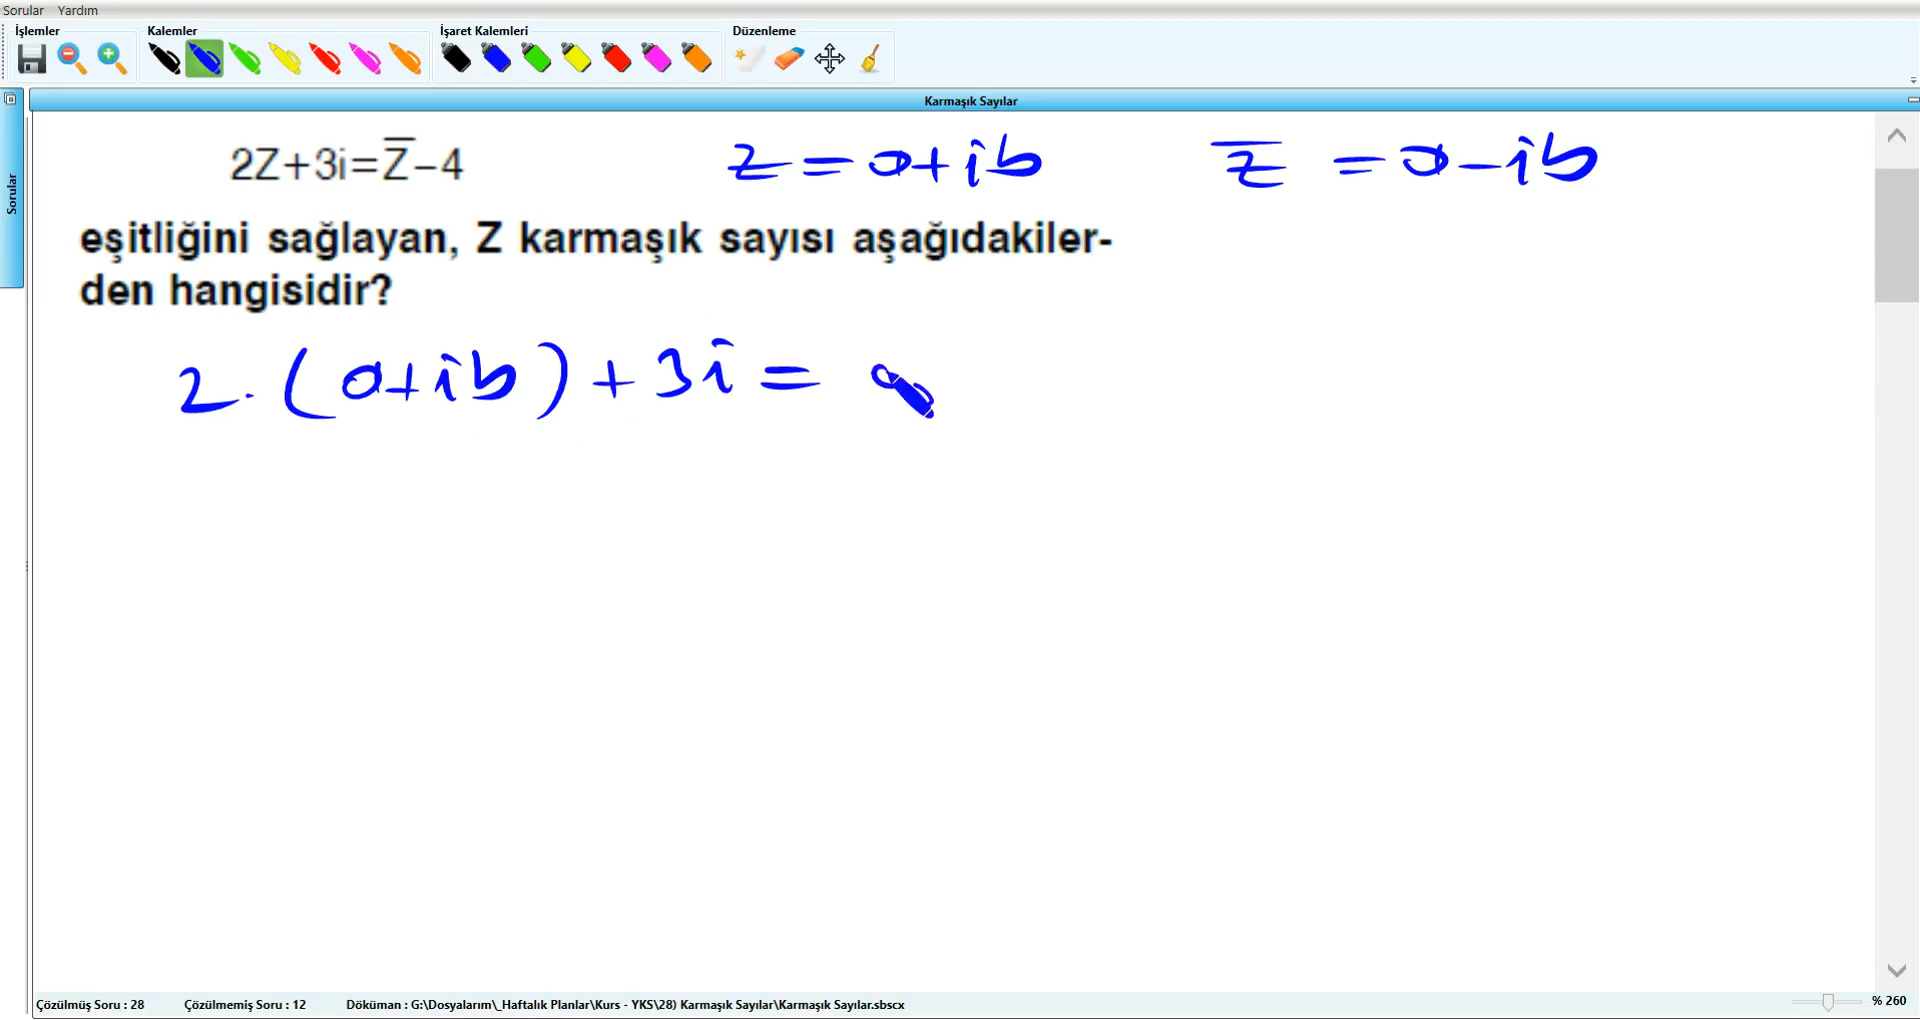 Sorular Yardım
İşlemler Kalemler İşaret Kalemleri Düzenleme
Karmaşık Sayılar
Sorular
2Z+3i=Z̅−4 z=a+ib z̅ =a−ib
eşitliğini sağlayan, Z karmaşık sayısı aşağıdakiler-
den hangisidir?
2.(a+ib)+3i=
Çözülmüş Soru : 28 Çözülmemiş Soru : 12 Döküman : G:\Dosyalarım\_Haftalık Planlar\Kurs - YKS\28) Karmaşık Sayılar\Karmaşık Sayılar.sbscx % 260